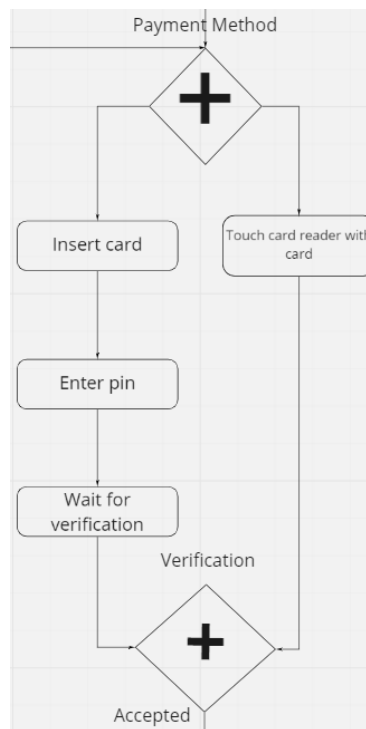 Payment Method
Insert card
Touch card reader with
card
Enter pin
Wait for
verification
Verification
Accepted